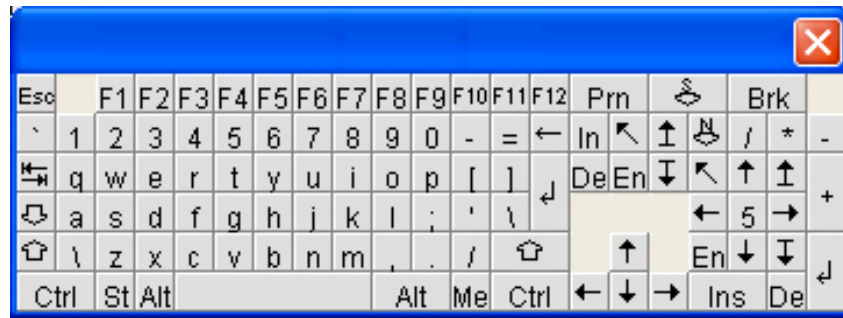 Esc F1 F2 F3 F4 F5 F6 F7 F8 F9 F10 F11 F12 Prn S Brk
` 1 2 3 4 5 6 7 8 9 0 - = ← In ↖ ↥ N / * -
↹ q w e r t y u i o p [ ] ↵ De En ↧ ↖ ↑ ↥ +
⇩ a s d f g h j k l ; ' \ ← 5 →
⇧ \ z x c v b n m , . / ⇧ ↑ En ↓ ↧ ↵
Ctrl St Alt Alt Me Ctrl ← ↓ → Ins De